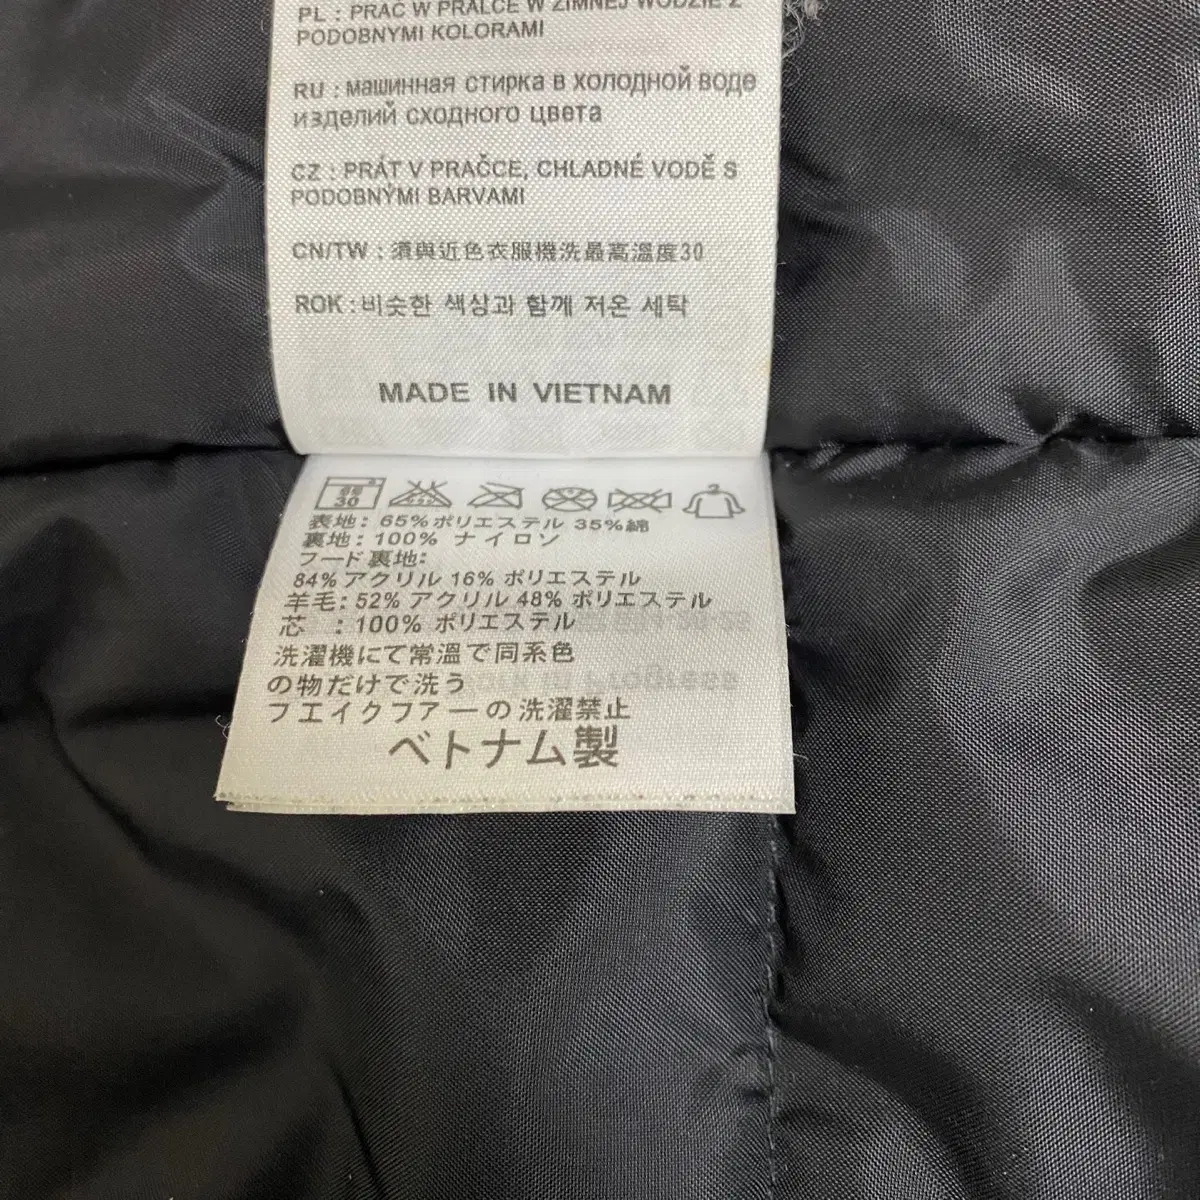 PL : PRAĆ W PRALCE W ZIMNEJ WODZIE Z
PODOBNYMI KOLORAMI
RU : машинная стирка в холодной воде
изделий сходного цвета
CZ : PRÁT V PRAČCE, CHLADNÉ VODĚ S
PODOBNÝMI BARVAMI
CN/TW : 須與近色衣服機洗最高溫度30
ROK : 비슷한 색상과 함께 저온 세탁
MADE IN VIETNAM
30
2
表地: 65%ポリエステル 35%綿
裏地: 100% ナイロン
フード裏地:
84%アクリル 16% ポリエステル
羊毛: 52% アクリル 48% ポリエステル
芯 : 100% ポリエステル
洗濯機にて常温で同系色
の物だけで洗う
フエイクファーの洗濯禁止
ベトナム製